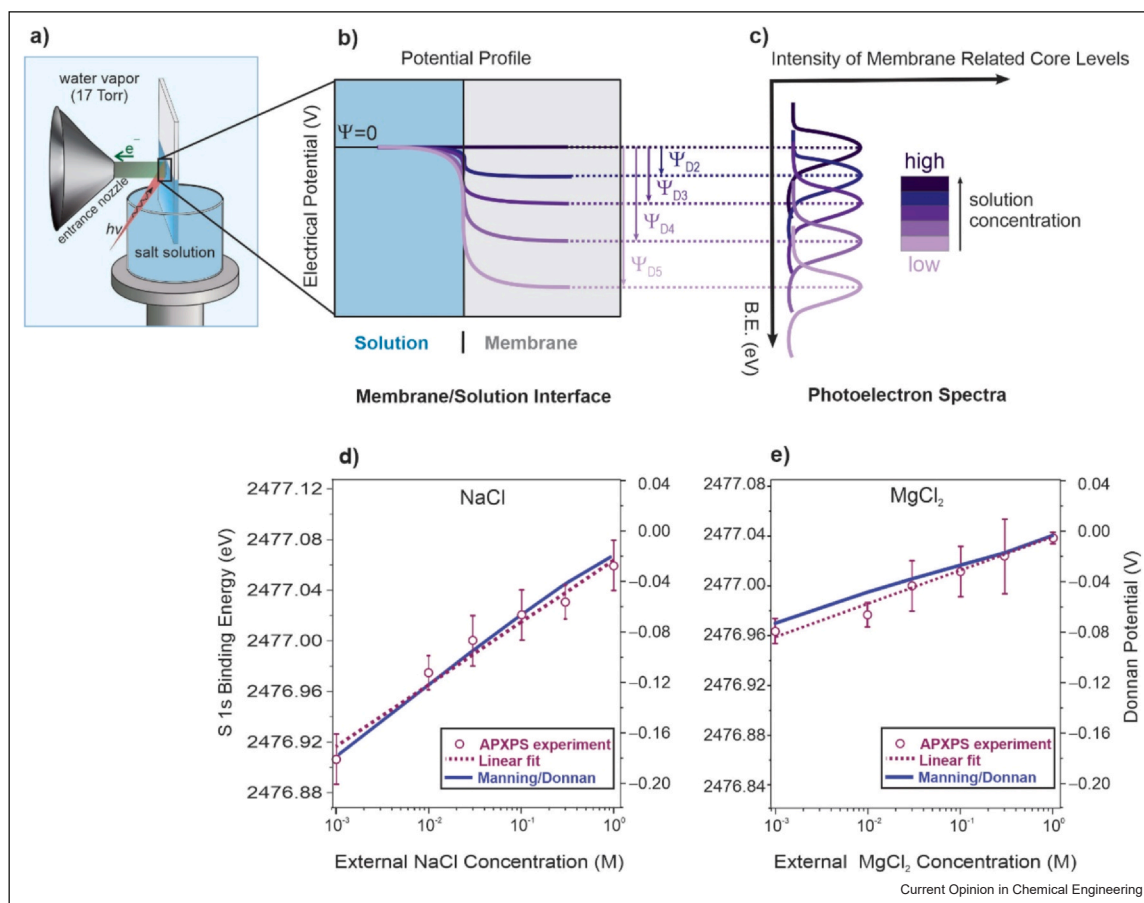 a)
water vapor
(17 Torr)
e⁻
entrance nozzle
hν
salt solution
b)
Potential Profile
Electrical Potential (V)
Ψ=0
Ψ_D2
Ψ_D3
Ψ_D4
Ψ_D5
Solution | Membrane
Membrane/Solution Interface
c)
Intensity of Membrane Related Core Levels
high
solution
concentration
low
B.E. (eV)
Photoelectron Spectra
d)
NaCl
S 1s Binding Energy (eV)
2477.12
2477.08
2477.04
2477.00
2476.96
2476.92
2476.88
0.04
0.00
−0.04
−0.08
−0.12
−0.16
−0.20
APXPS experiment
Linear fit
Manning/Donnan
10⁻³
10⁻²
10⁻¹
10⁰
External NaCl Concentration (M)
e)
MgCl₂
2477.08
2477.04
2477.00
2476.96
2476.92
2476.88
2476.84
0.04
0.00
−0.04
−0.08
−0.12
−0.16
−0.20
Donnan Potential (V)
APXPS experiment
Linear fit
Manning/Donnan
10⁻³
10⁻²
10⁻¹
10⁰
External MgCl₂ Concentration (M)
Current Opinion in Chemical Engineering